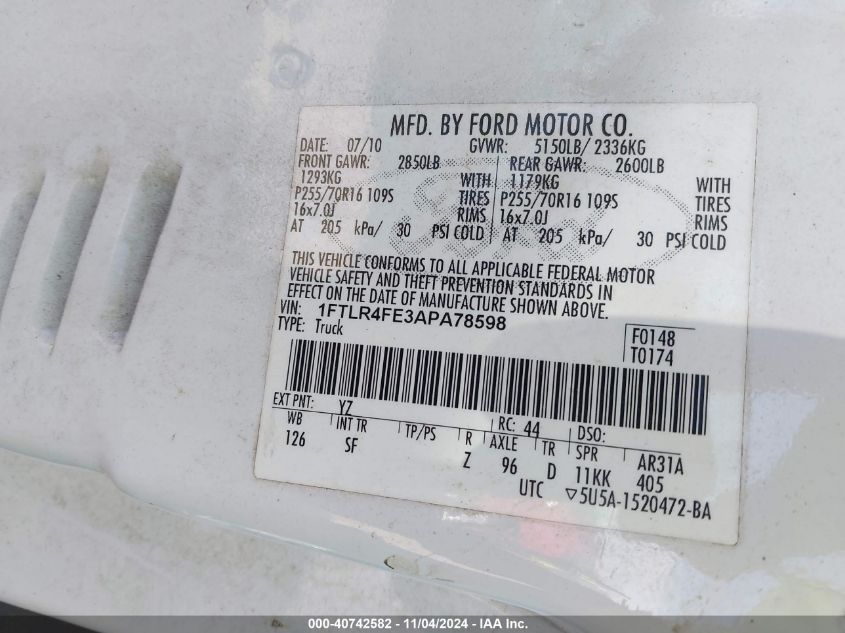 MFD. BY FORD MOTOR CO.
DATE: 07/10 GVWR: 5150LB/ 2336KG
FRONT GAWR: 2850LB REAR GAWR: 2600LB
1293KG WITH 1179KG WITH
P255/70R16 109S TIRES P255/70R16 109S TIRES
16x7.0J RIMS 16x7.0J RIMS
AT 205 kPa/ 30 PSI COLD AT 205 kPa/ 30 PSI COLD
THIS VEHICLE CONFORMS TO ALL APPLICABLE FEDERAL MOTOR
VEHICLE SAFETY AND THEFT PREVENTION STANDARDS IN
EFFECT ON THE DATE OF MANUFACTURE SHOWN ABOVE.
VIN: 1FTLR4FE3APA78598
TYPE: Truck
F0148
T0174
EXT PNT: YZ RC: 44 DSO:
WB INT TR TP/PS R AXLE TR SPR AR31A
126 SF Z 96 D 11KK 405
UTC ▽5U5A-1520472-BA
000-40742582 - 11/04/2024 - IAA Inc.